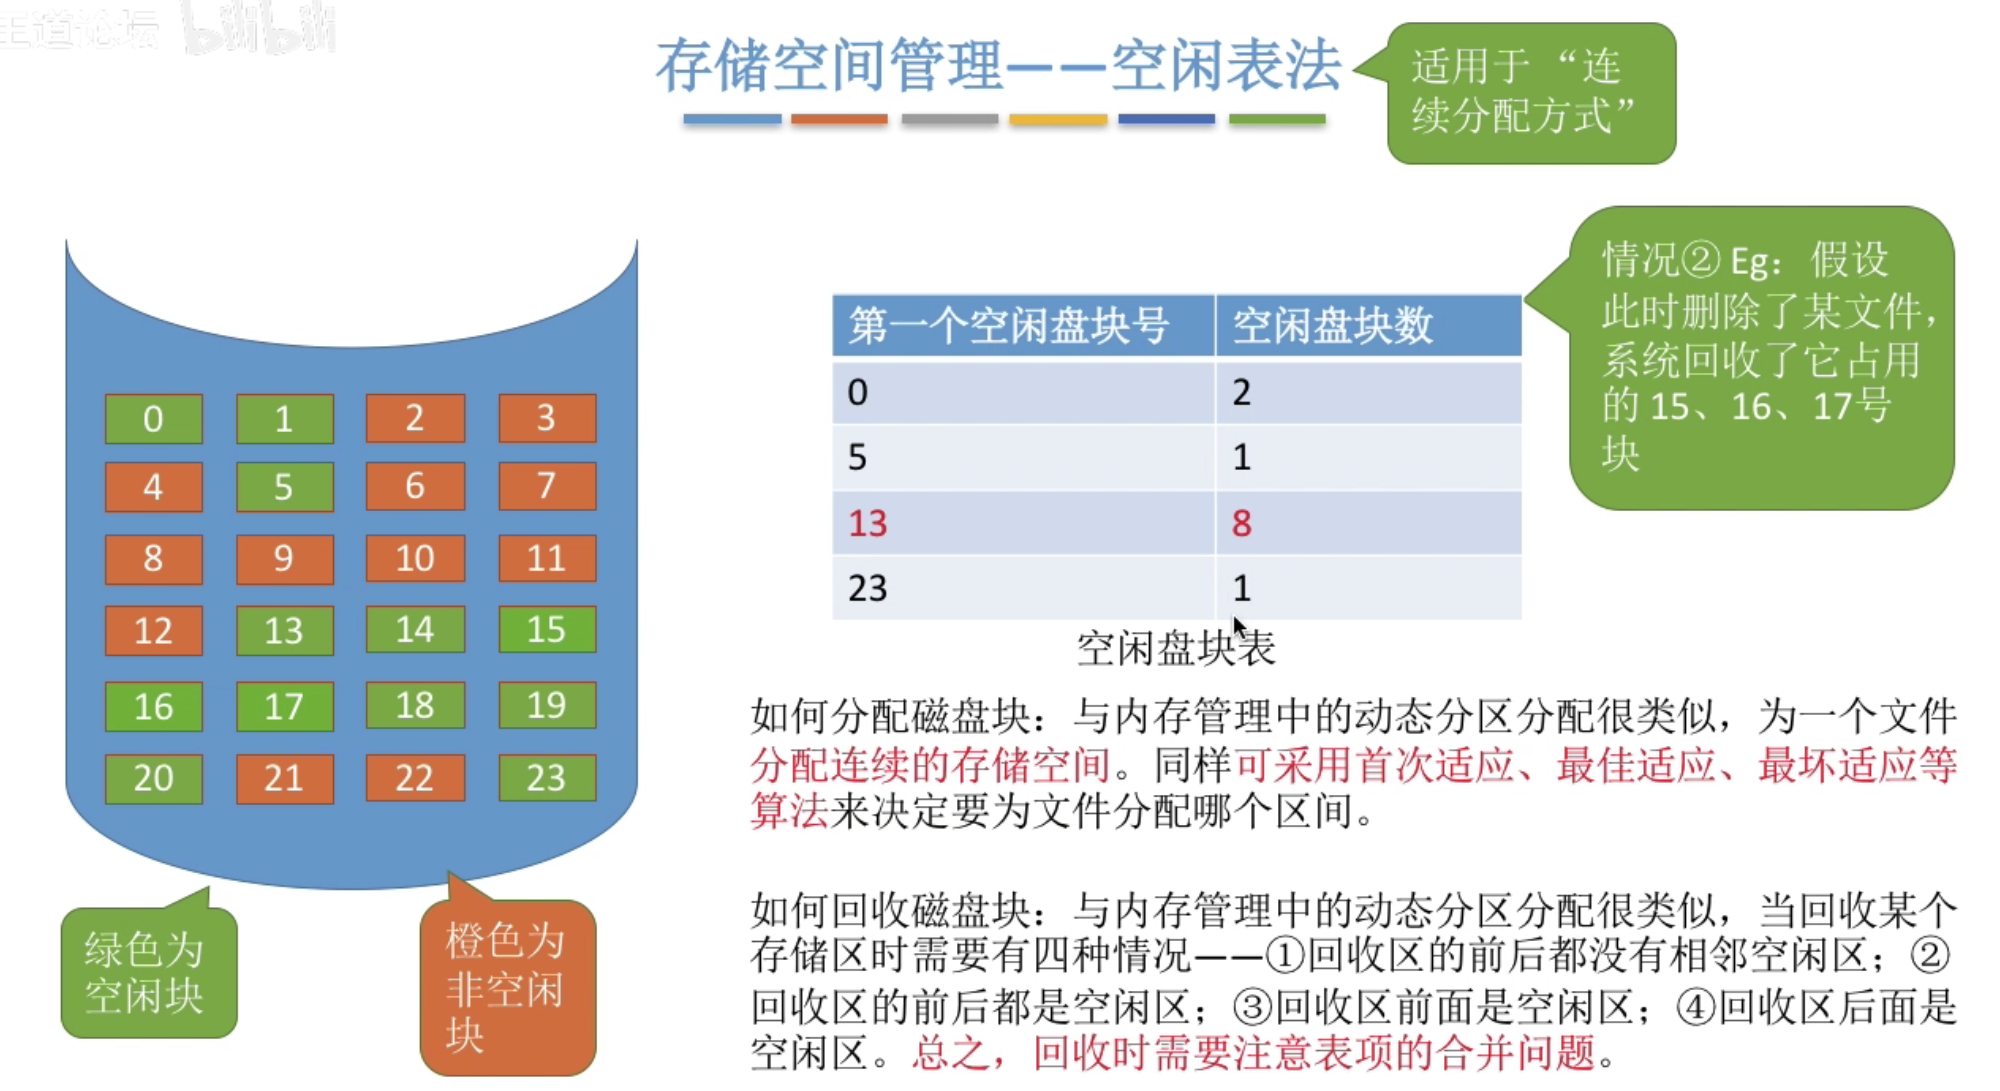 王道论坛 bilibili
存储空间管理——空闲表法
适用于“连
续分配方式”
情况② Eg：假设
此时删除了某文件，
系统回收了它占用
的 15、16、17号
块
第一个空闲盘块号 空闲盘块数
0 2
5 1
13 8
23 1
空闲盘块表
0 1 2 3
4 5 6 7
8 9 10 11
12 13 14 15
16 17 18 19
20 21 22 23
绿色为
空闲块
橙色为
非空闲
块
如何分配磁盘块：与内存管理中的动态分区分配很类似，为一个文件
分配连续的存储空间。同样可采用首次适应、最佳适应、最坏适应等
算法来决定要为文件分配哪个区间。
如何回收磁盘块：与内存管理中的动态分区分配很类似，当回收某个
存储区时需要有四种情况——①回收区的前后都没有相邻空闲区；②
回收区的前后都是空闲区；③回收区前面是空闲区；④回收区后面是
空闲区。总之，回收时需要注意表项的合并问题。